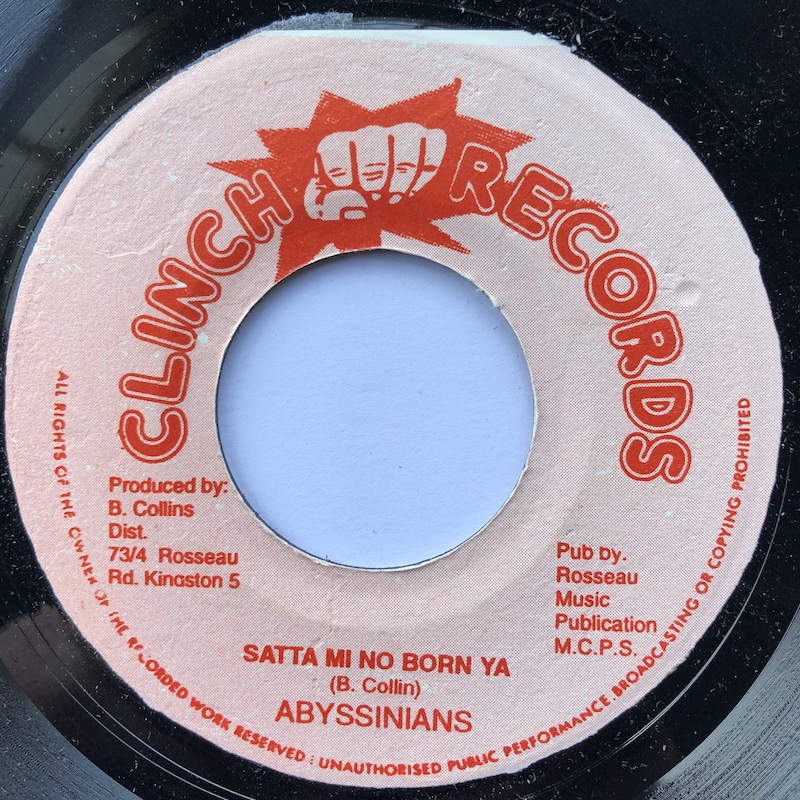 CLINCH RECORDS
Produced by:
B. Collins
Dist.
73/4 Rosseau
Rd. Kingston 5
Pub by.
Rosseau
Music
Publication
M.C.P.S.
SATTA MI NO BORN YA
(B. Collin)
ABYSSINIANS
ALL RIGHTS OF THE OWNER OF THE RECORDED WORK RESERVED : UNAUTHORISED PUBLIC PERFORMANCE. BROADCASTING OR COPYING PROHIBITED